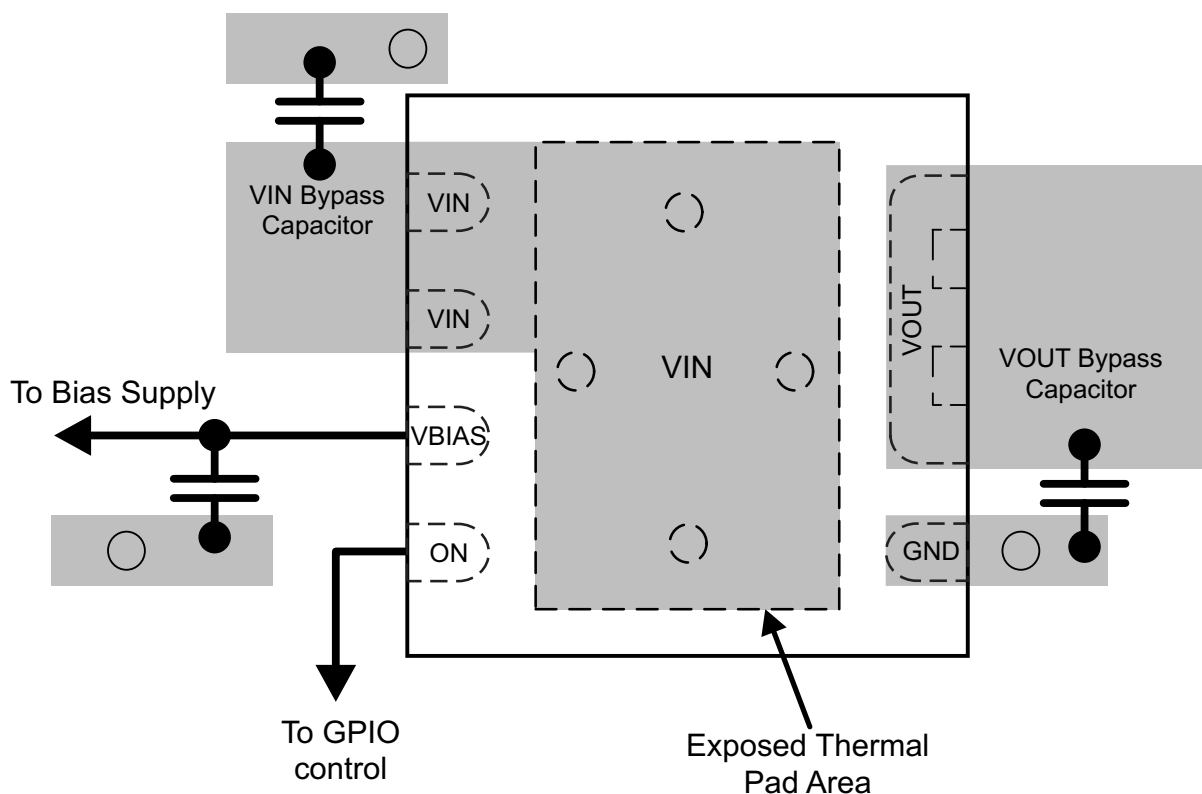 VIN Bypass
Capacitor
VIN
VIN
VIN
VOUT
VOUT Bypass
Capacitor
To Bias Supply
VBIAS
ON
GND
To GPIO
control
Exposed Thermal
Pad Area